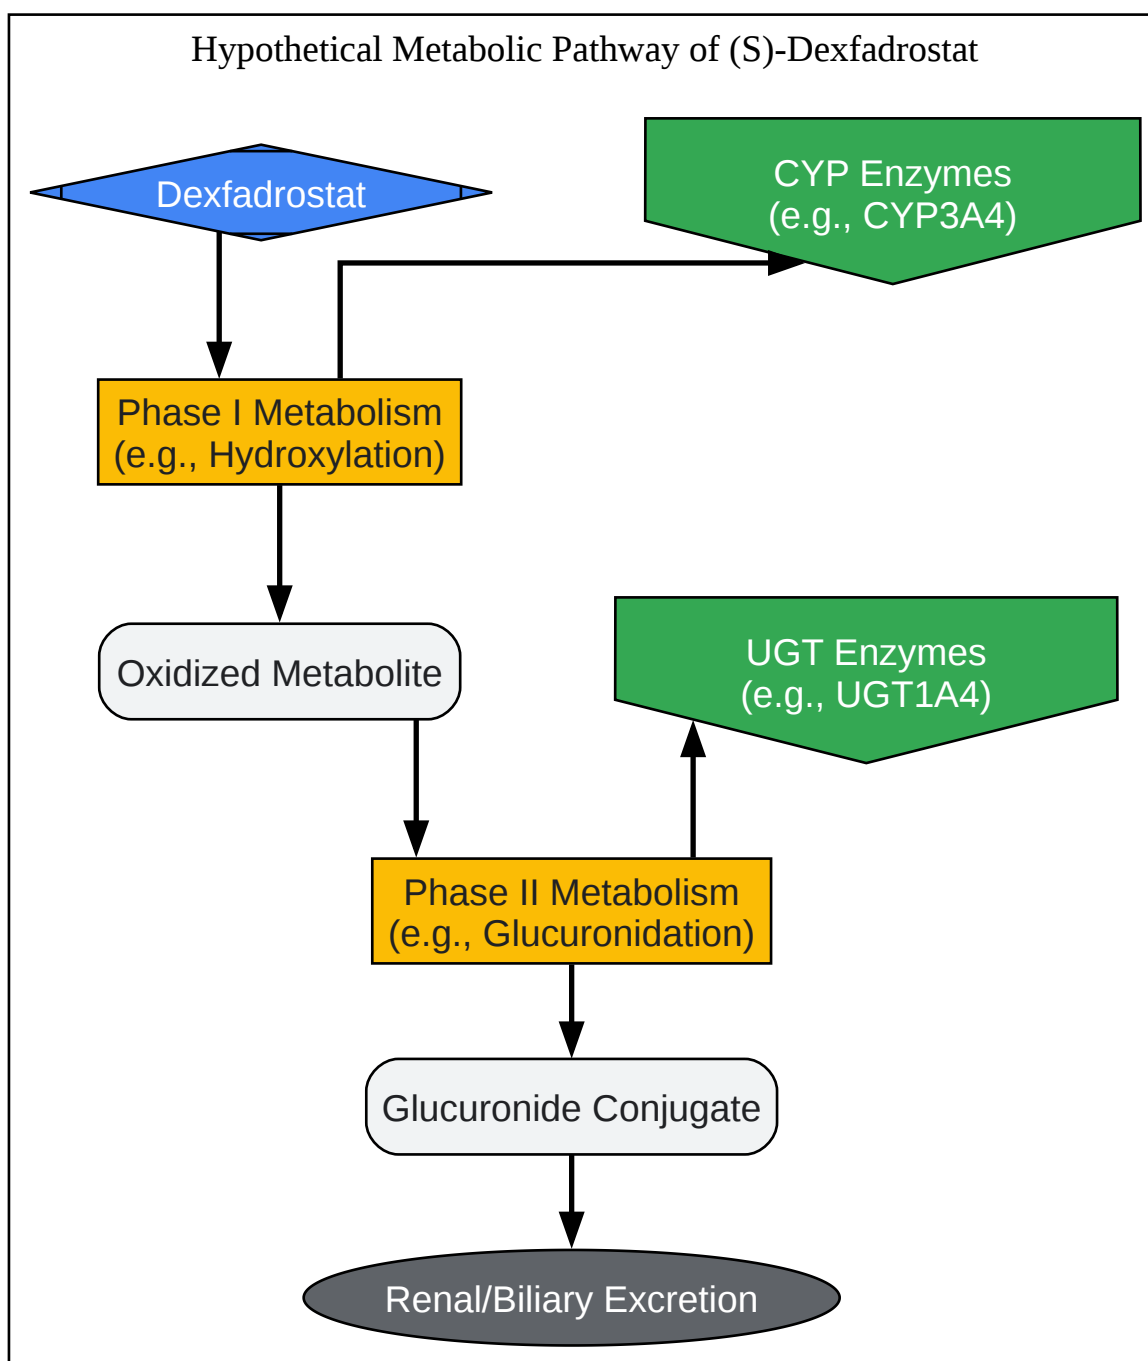 Hypothetical Metabolic Pathway of (S)-Dexfadrostat
Dexfadrostat
CYP Enzymes
(e.g., CYP3A4)
Phase I Metabolism
(e.g., Hydroxylation)
Oxidized Metabolite
UGT Enzymes
(e.g., UGT1A4)
Phase II Metabolism
(e.g., Glucuronidation)
Glucuronide Conjugate
Renal/Biliary Excretion